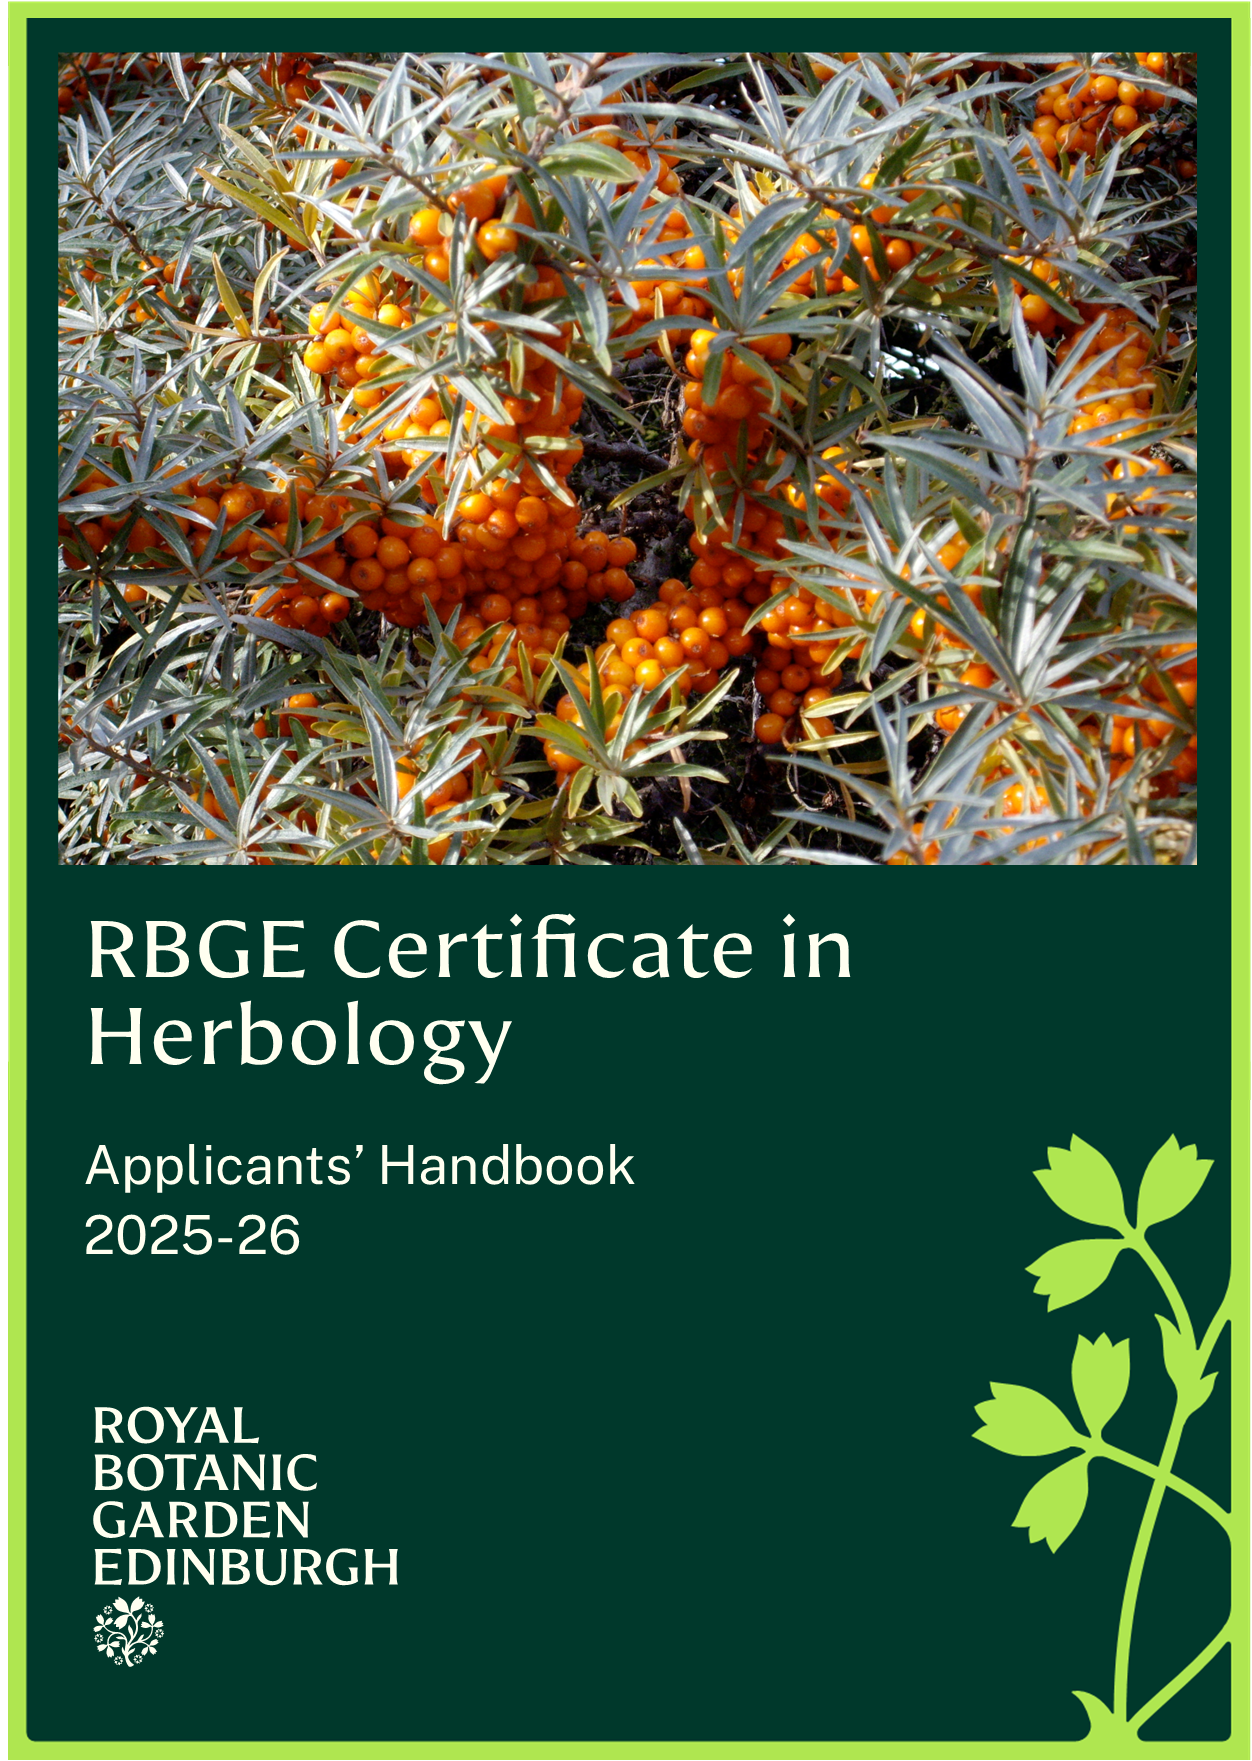 RBGE Certificate in
Herbology
Applicants’ Handbook
2025-26
ROYAL
BOTANIC
GARDEN
EDINBURGH